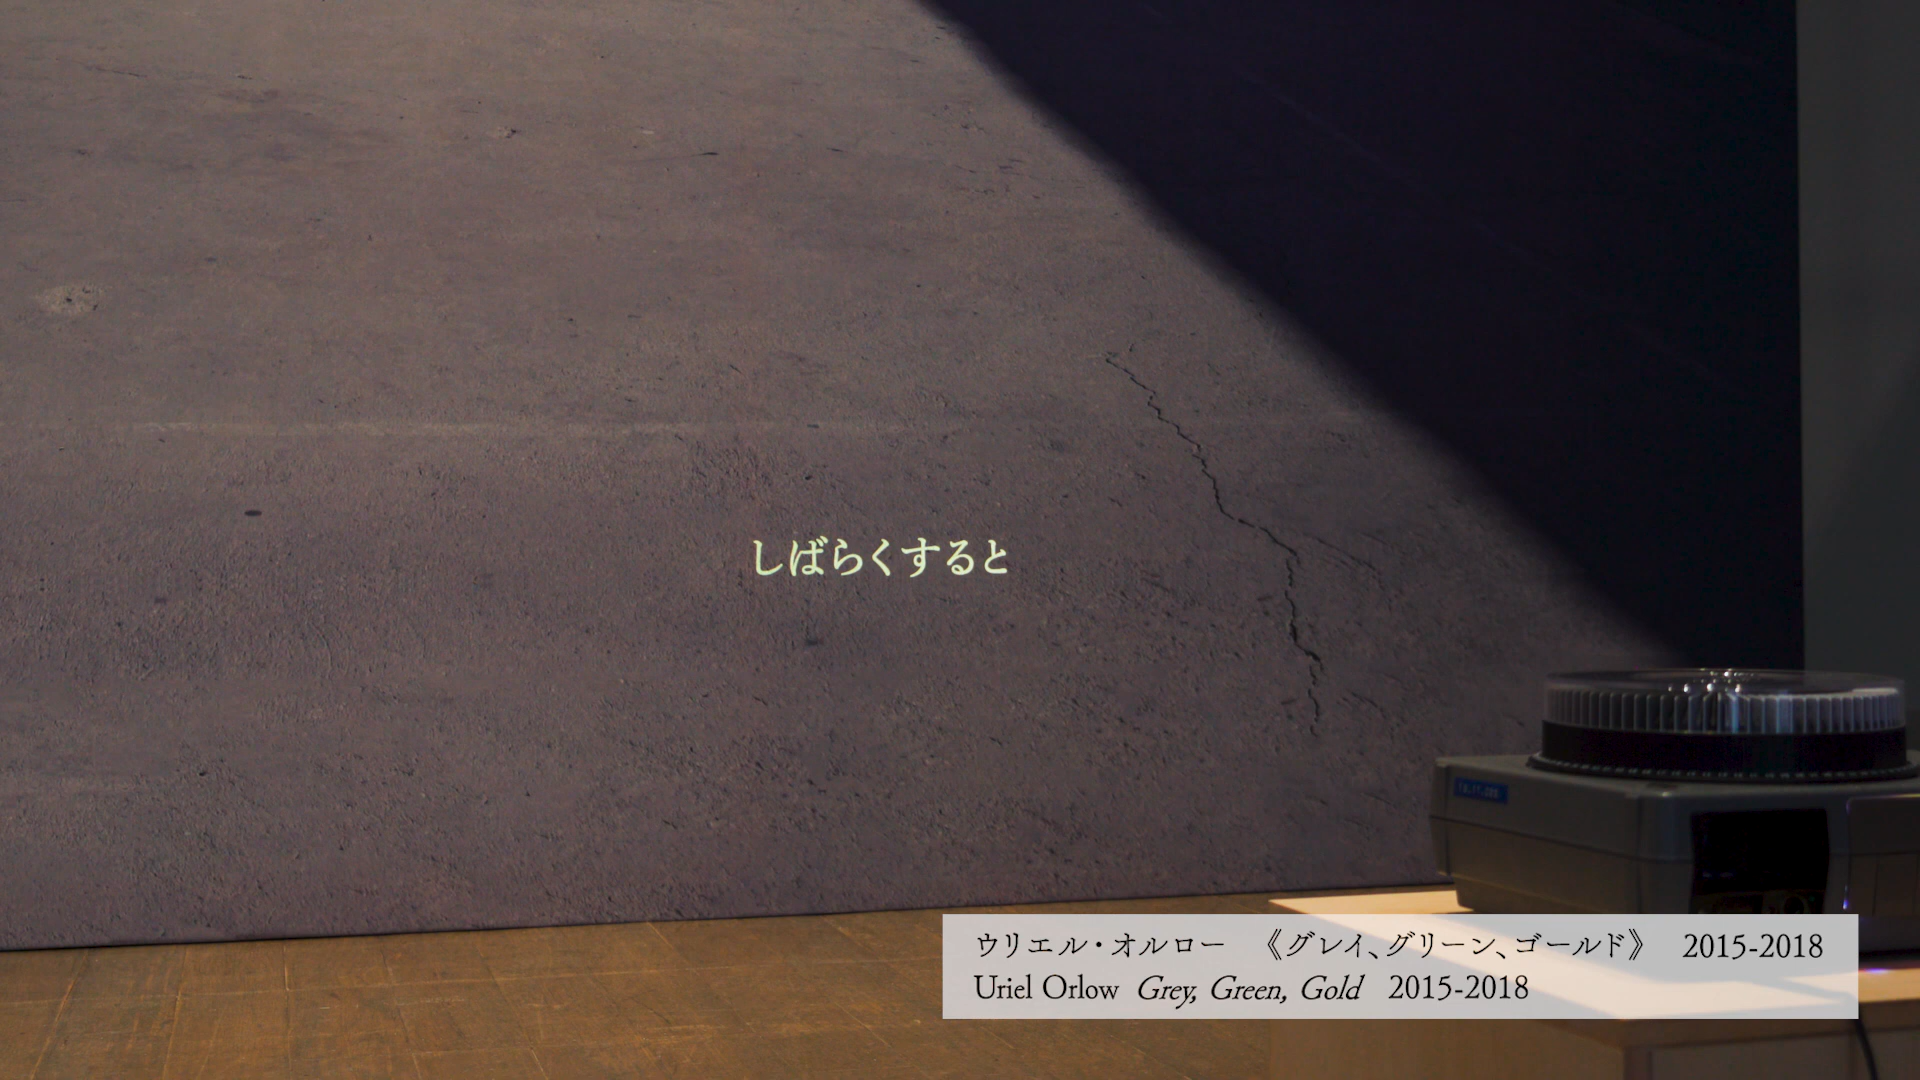 しばらくすると
ウリエル・オルロー 《グレイ、グリーン、ゴールド》 2015-2018
Uriel Orlow Grey, Green, Gold 2015-2018